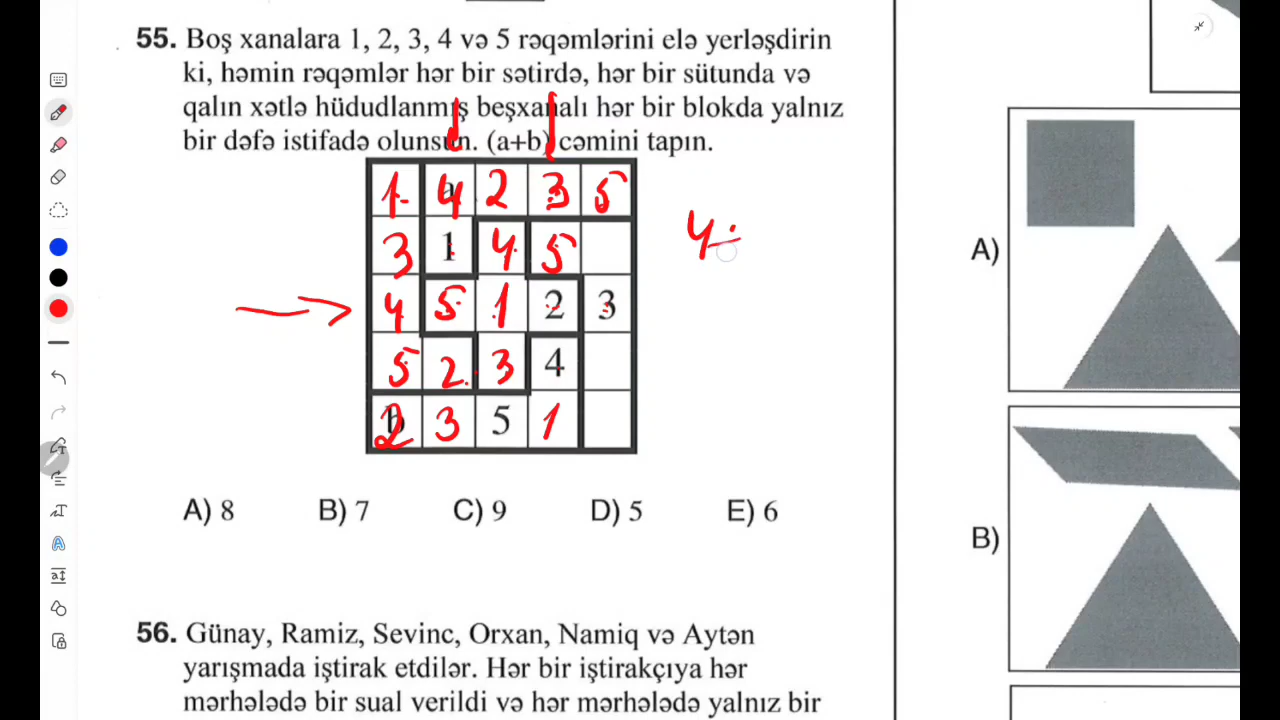 55. Boş xanalara 1, 2, 3, 4 və 5 rəqəmlərini elə yerləşdirin
ki, həmin rəqəmlər hər bir sətirdə, hər bir sütunda və
qalın xətlə hüdudlanmış beşxanalı hər bir blokda yalnız
bir dəfə istifadə olunsun. (a+b) cəmini tapın.
1 4 2 3 5
3 1 4 5
4 5 1 2 3
5 2 3 4
2 3 5 1
4
A) 8 B) 7 C) 9 D) 5 E) 6
56. Günay, Ramiz, Sevinc, Orxan, Namiq və Aytən
yarışmada iştirak etdilər. Hər bir iştirakçıya hər
mərhələdə bir sual verildi və hər mərhələdə yalnız bir
A)
B)